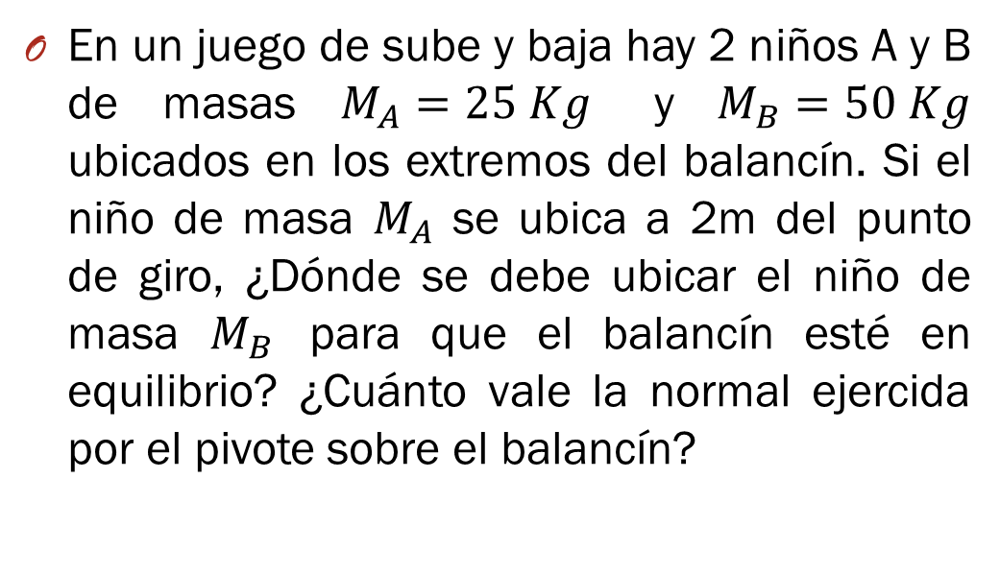 En un juego de sube y baja hay 2 niños A y B
de masas M_A = 25 Kg y M_B = 50 Kg
ubicados en los extremos del balancín. Si el
niño de masa M_A se ubica a 2m del punto
de giro, ¿Dónde se debe ubicar el niño de
masa M_B para que el balancín esté en
equilibrio? ¿Cuánto vale la normal ejercida
por el pivote sobre el balancín?